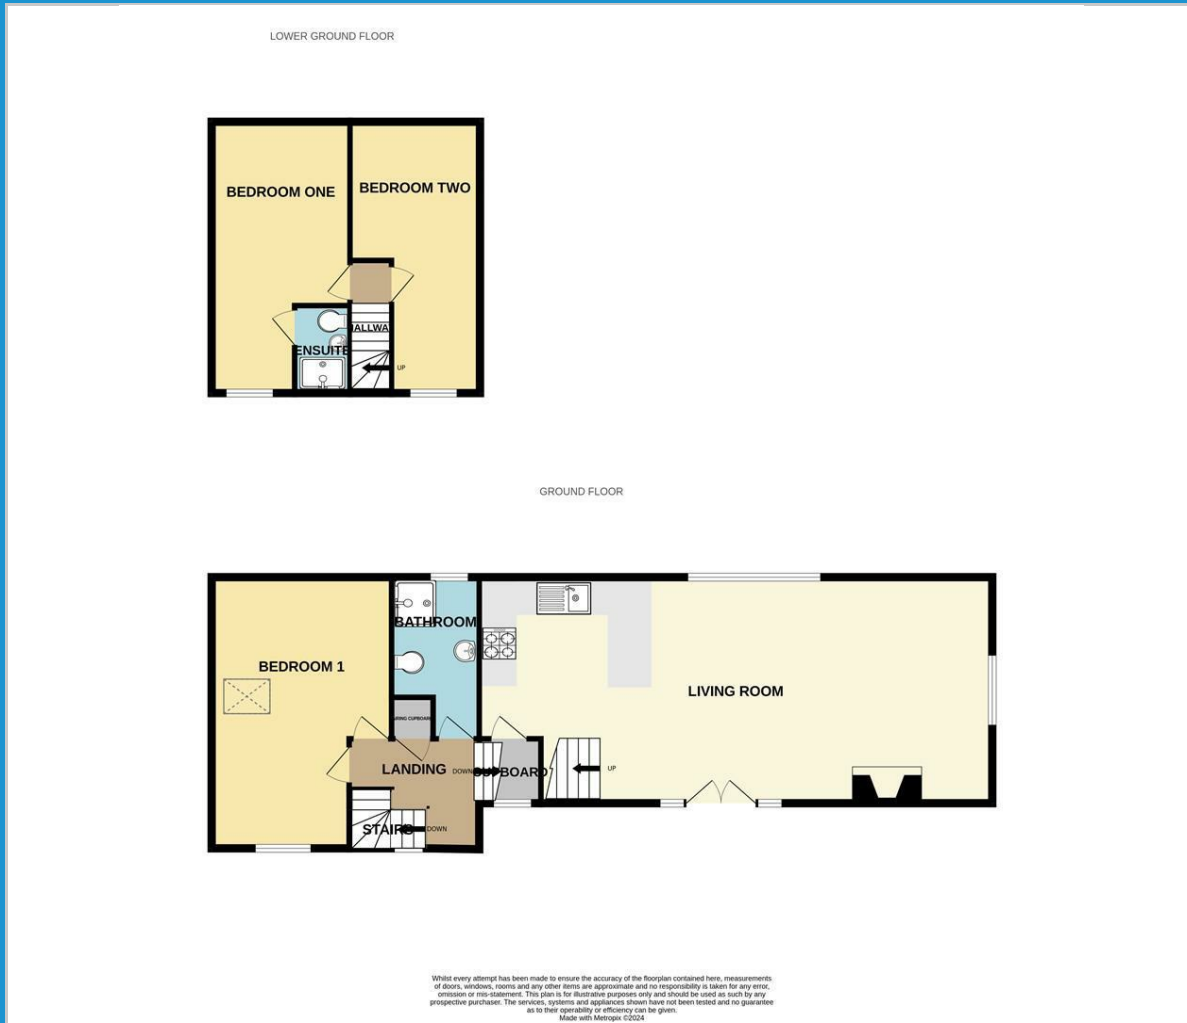 LOWER GROUND FLOOR
BEDROOM ONE
BEDROOM TWO
HALLWA
ENSUITE
UP
GROUND FLOOR
BATHROOM
BEDROOM 1
LIVING ROOM
LANDING
DOWN
CUPBOARD
UP
STAIRS
DOWN
Whilst every attempt has been made to ensure the accuracy of the floorplan contained here, measurements
of doors, windows, rooms and any other items are approximate and no responsibility is taken for any error,
omission or mis-statement. This plan is for illustrative purposes only and should be used as such by any
prospective purchaser. The services, systems and appliances shown have not been tested and no guarantee
as to their operability or efficiency can be given.
Made with Metropix ©2024